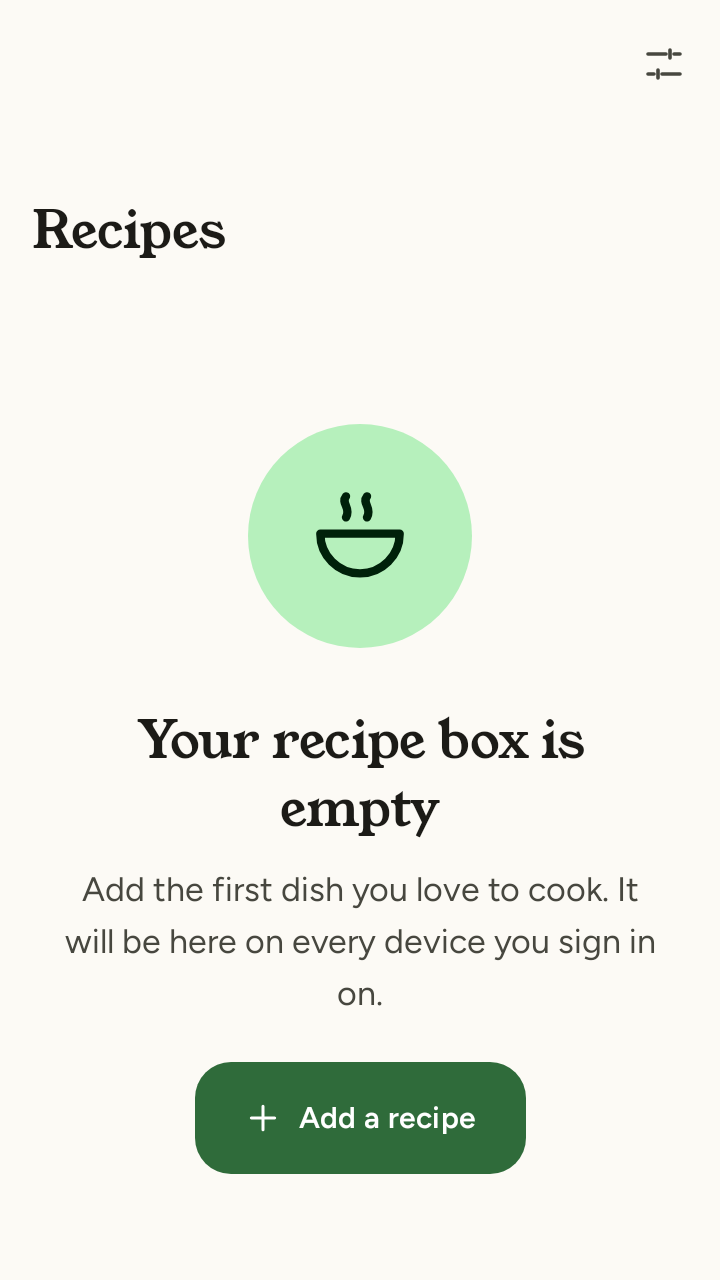 Recipes
Your recipe box is
empty
Add the first dish you love to cook. It
will be here on every device you sign in
on.
Add a recipe